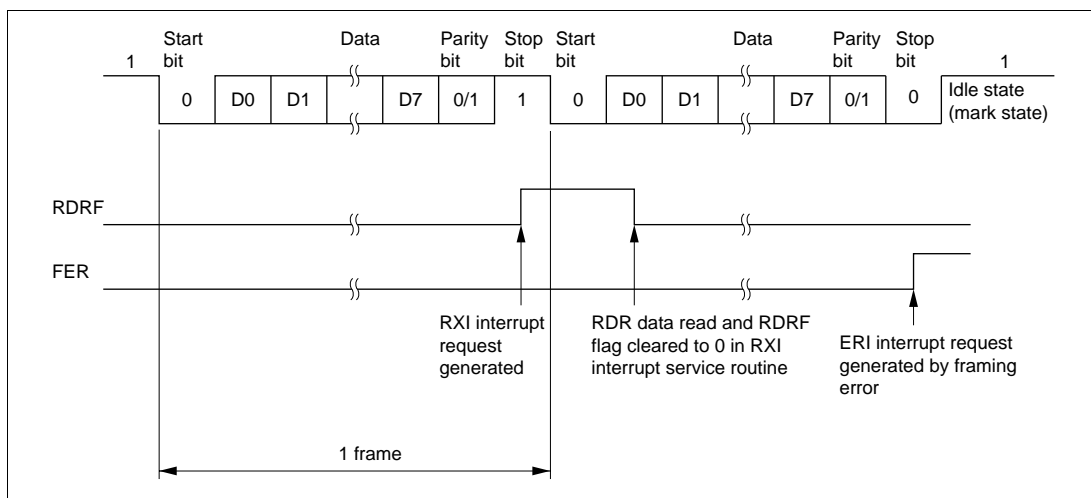 1
Start
bit
Data
Parity
bit
Stop
bit
Start
bit
Data
Parity
bit
Stop
bit
1
0
D0
D1
D7
0/1
1
0
D0
D1
D7
0/1
0
Idle state
(mark state)
RDRF
FER
RXI interrupt
request
generated
RDR data read and RDRF
flag cleared to 0 in RXI
interrupt service routine
ERI interrupt request
generated by framing
error
1 frame